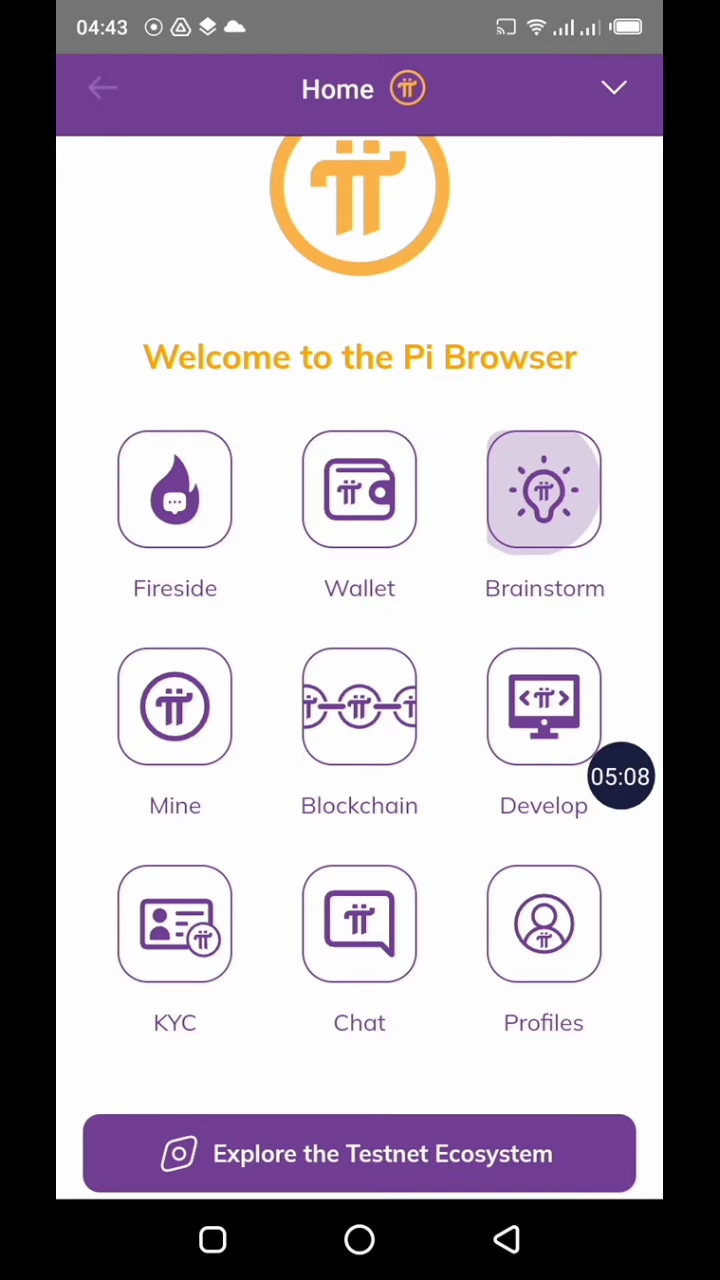 04:43
Home
Welcome to the Pi Browser
Fireside
Wallet
Brainstorm
Mine
Blockchain
Develop
05:08
KYC
Chat
Profiles
Explore the Testnet Ecosystem